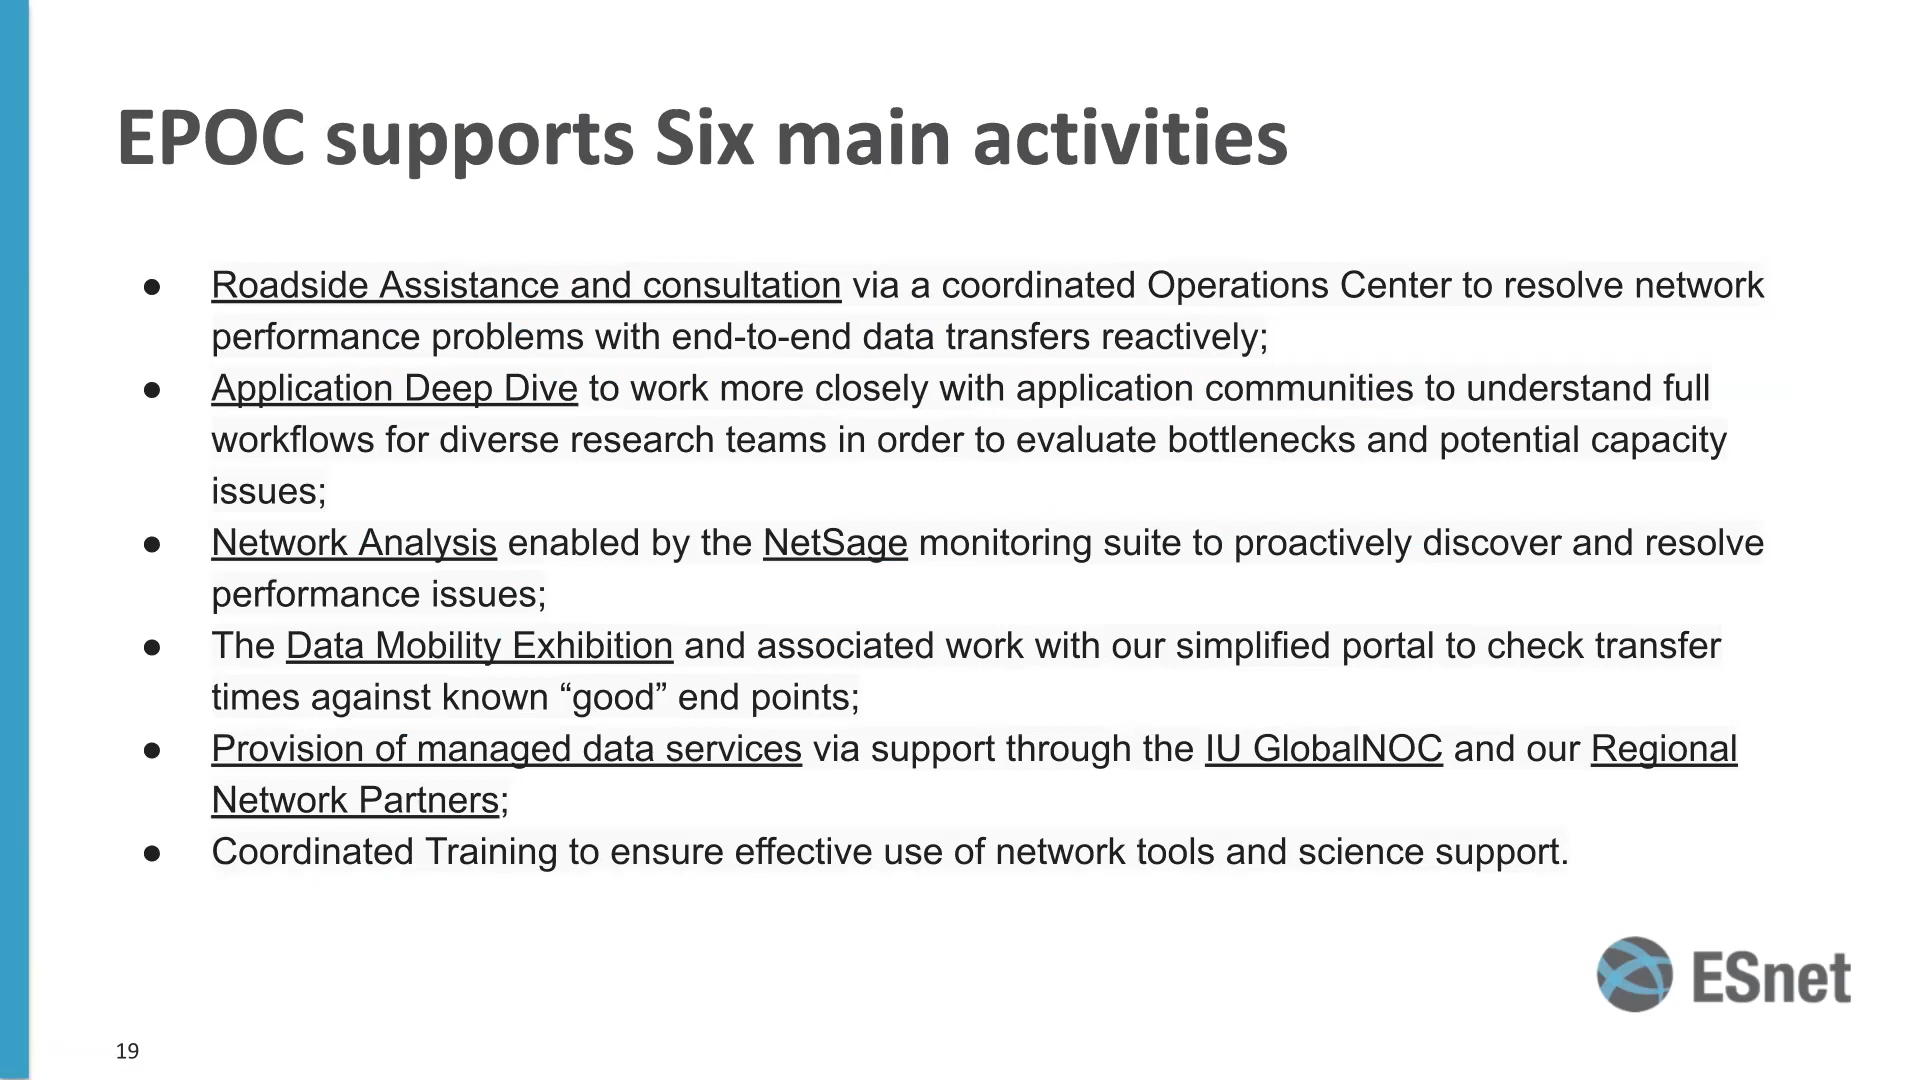 EPOC supports Six main activities
● Roadside Assistance and consultation via a coordinated Operations Center to resolve network
performance problems with end-to-end data transfers reactively;
● Application Deep Dive to work more closely with application communities to understand full
workflows for diverse research teams in order to evaluate bottlenecks and potential capacity
issues;
● Network Analysis enabled by the NetSage monitoring suite to proactively discover and resolve
performance issues;
● The Data Mobility Exhibition and associated work with our simplified portal to check transfer
times against known “good” end points;
● Provision of managed data services via support through the IU GlobalNOC and our Regional
Network Partners;
● Coordinated Training to ensure effective use of network tools and science support.
ESnet
19